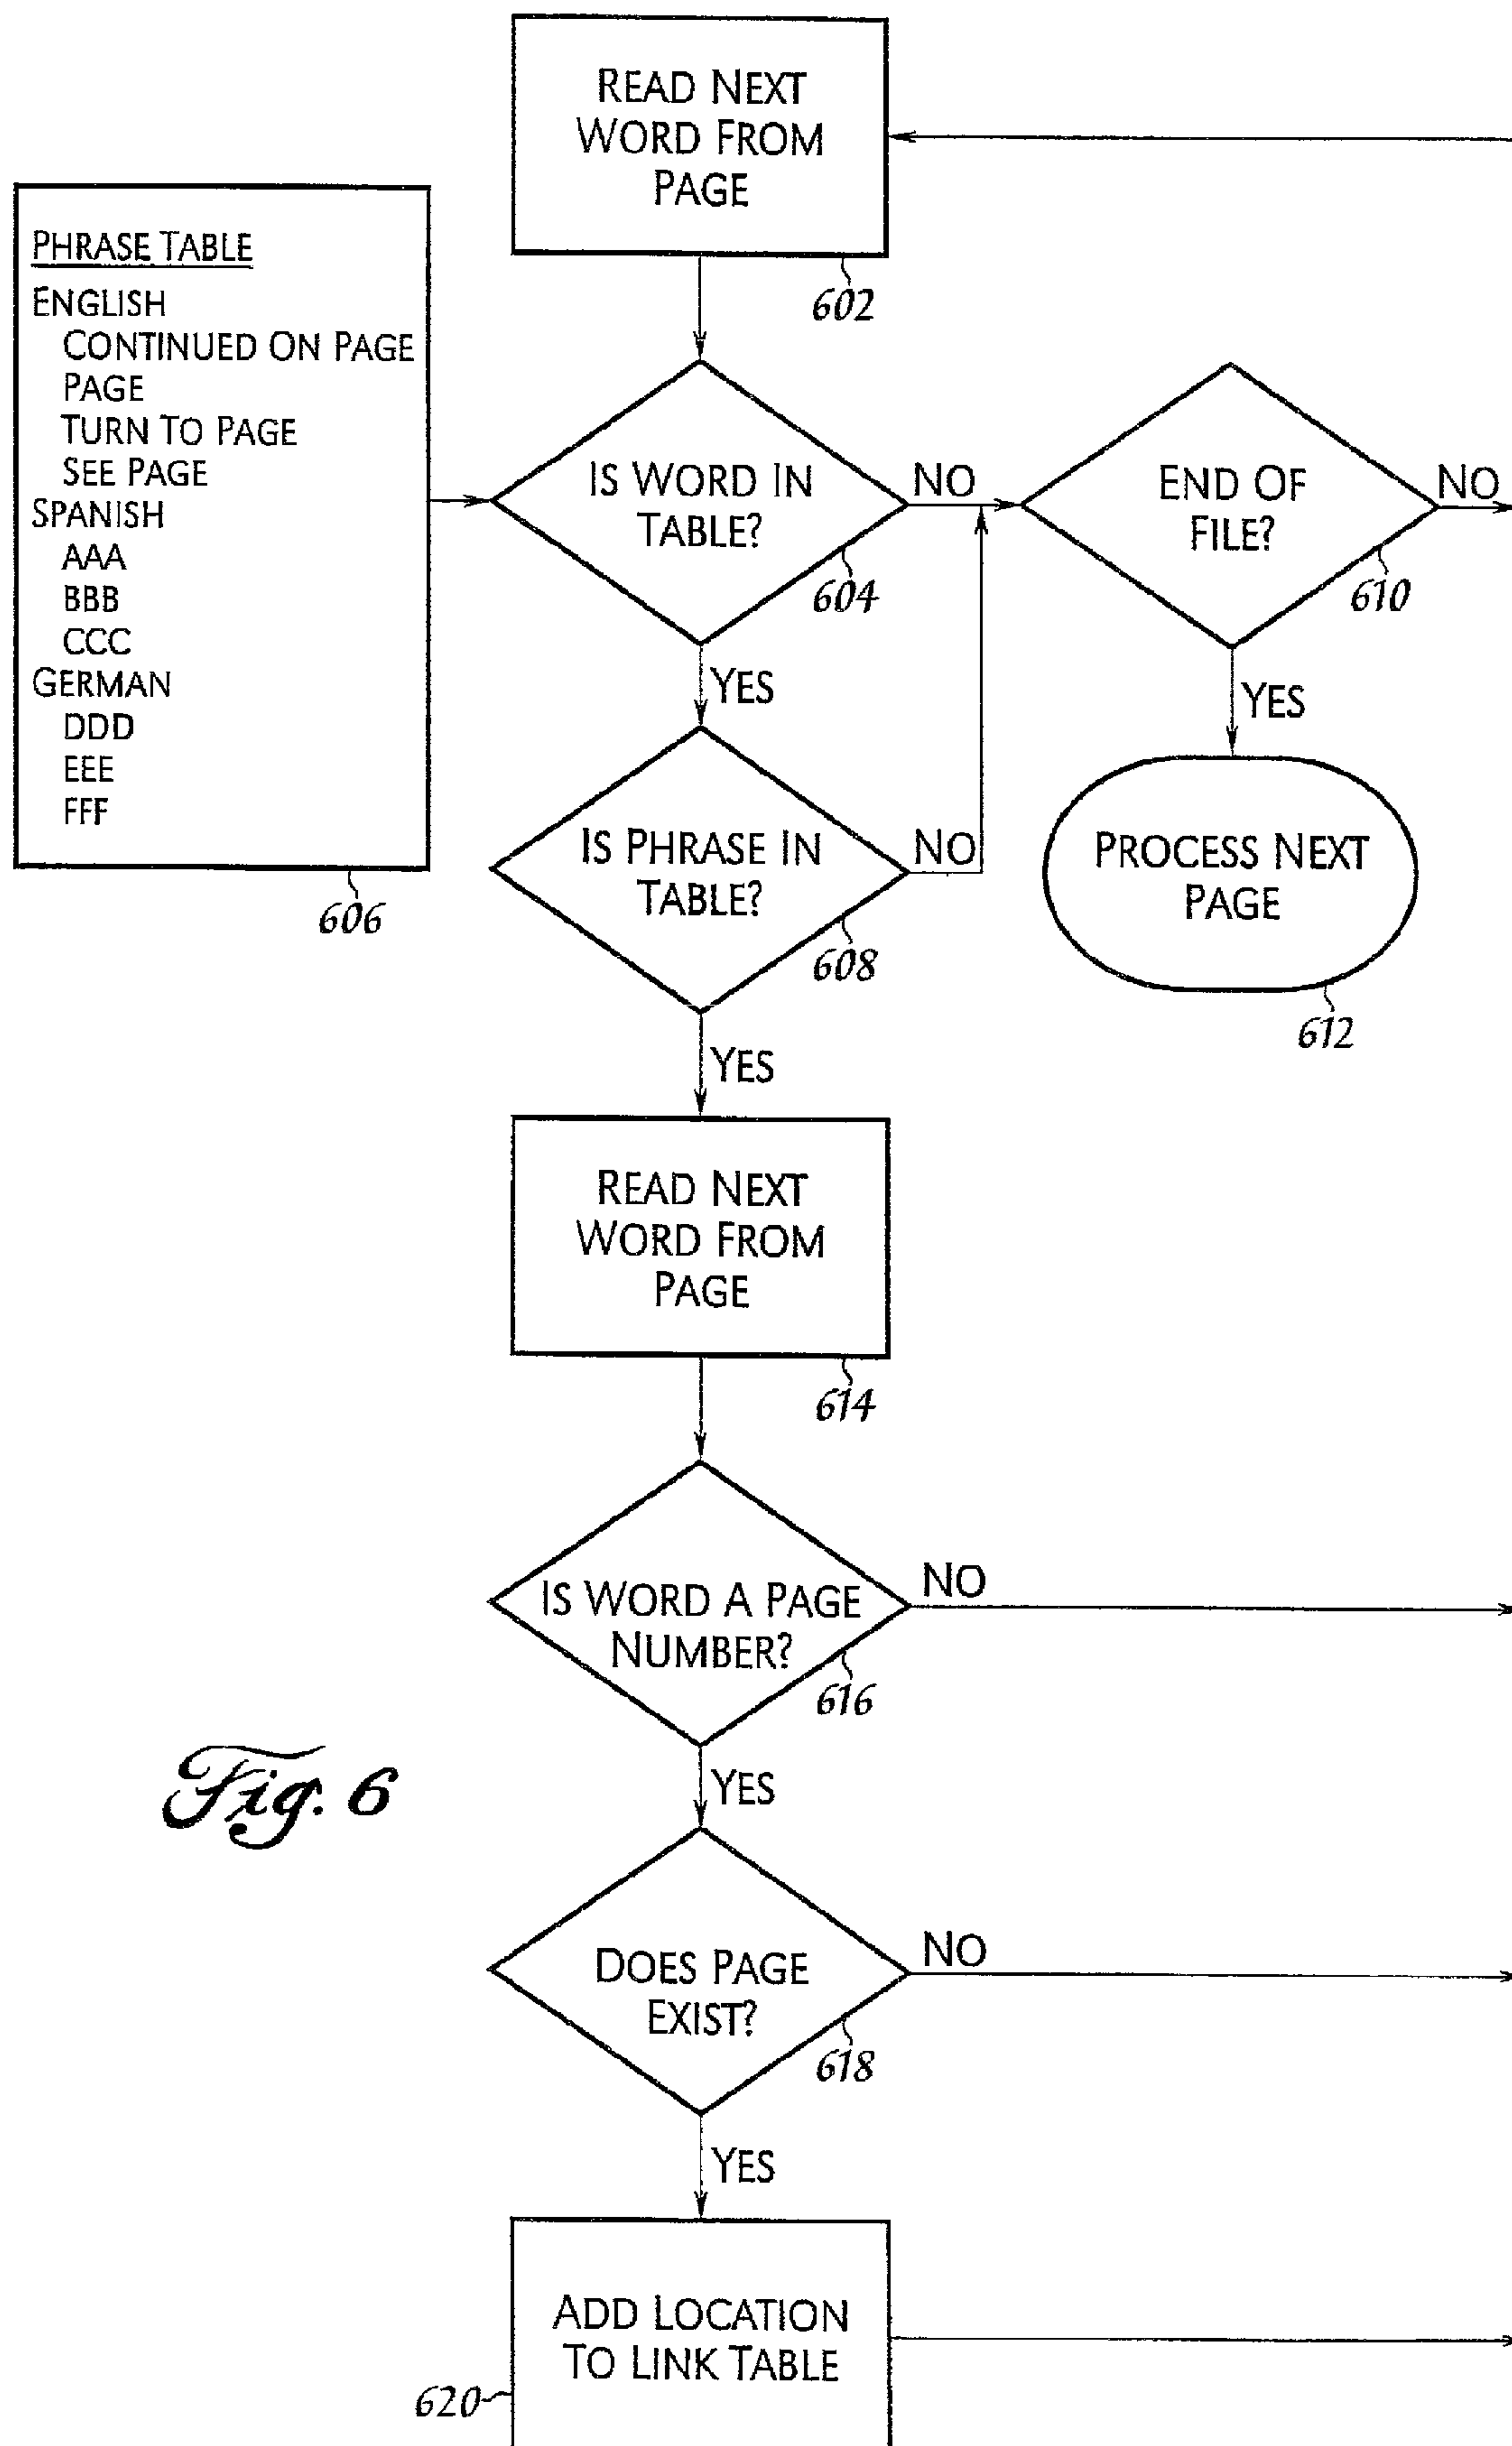 READ NEXT
WORD FROM
PAGE
602
PHRASE TABLE
ENGLISH
CONTINUED ON PAGE
PAGE
TURN TO PAGE
SEE PAGE
SPANISH
AAA
BBB
CCC
GERMAN
DDD
EEE
FFF
606
IS WORD IN
TABLE?
604
NO
YES
END OF
FILE?
610
NO
YES
IS PHRASE IN
TABLE?
608
NO
YES
PROCESS NEXT
PAGE
612
READ NEXT
WORD FROM
PAGE
614
IS WORD A PAGE
NUMBER?
616
NO
YES
DOES PAGE
EXIST?
618
NO
YES
ADD LOCATION
TO LINK TABLE
620
Fig. 6